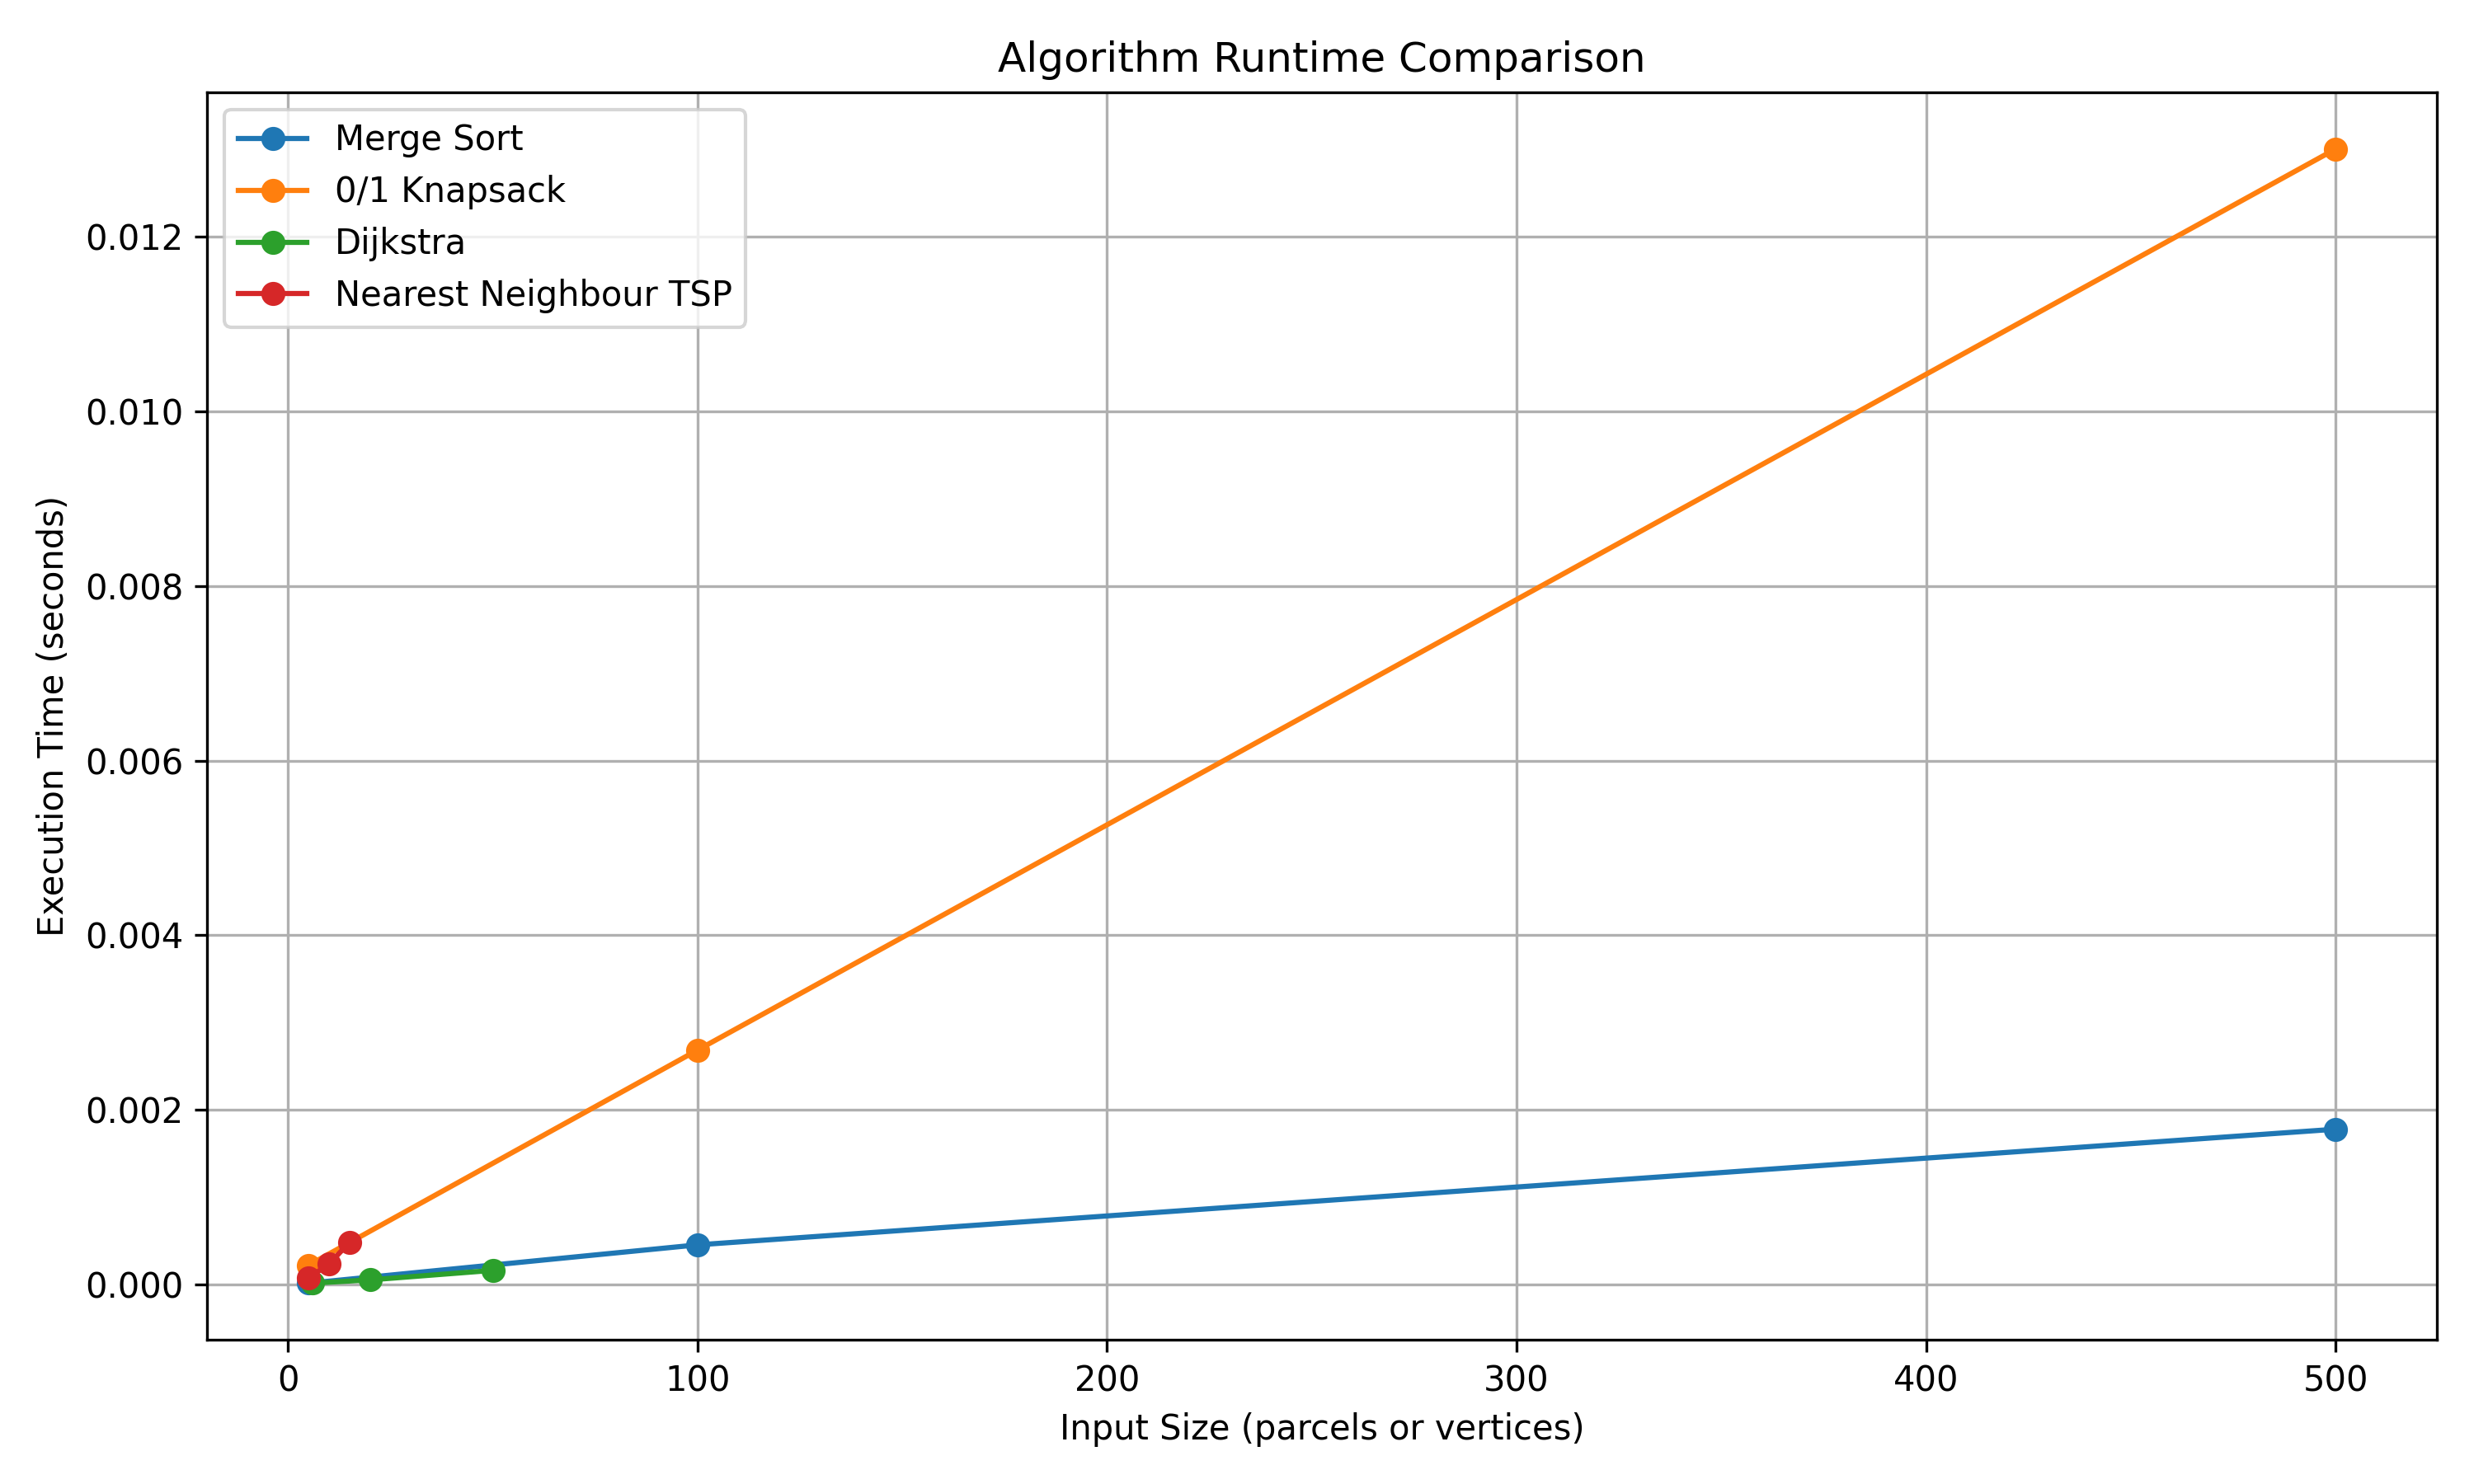 Algorithm Runtime Comparison
Merge Sort
0/1 Knapsack
Dijkstra
Nearest Neighbour TSP
0.012
0.010
0.008
0.006
0.004
0.002
0.000
Execution Time (seconds)
0 100 200 300 400 500
Input Size (parcels or vertices)